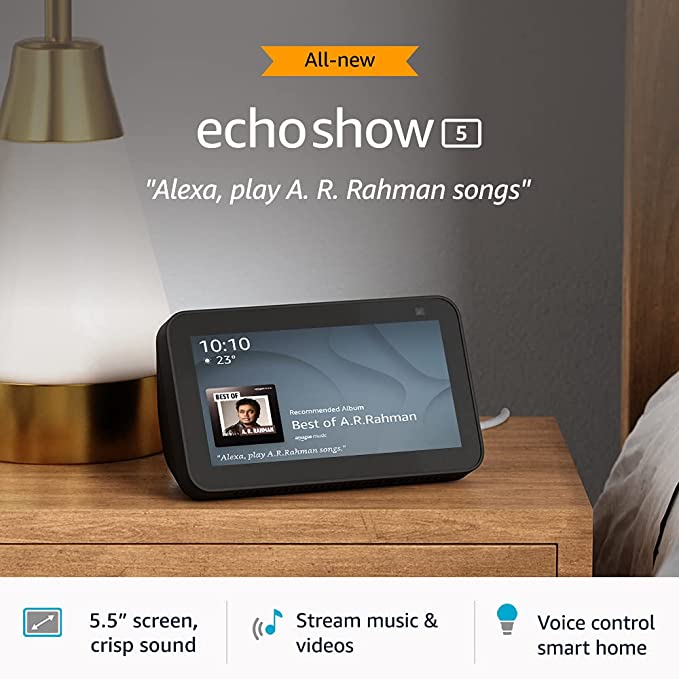 All-new
echo show 5
"Alexa, play A. R. Rahman songs"
10:10
23°
BEST OF
A. R. RAHMAN
Recommended Album
Best of A.R.Rahman
amazon music
"Alexa, play A.R.Rahman songs."
5.5” screen,
crisp sound
Stream music &
videos
Voice control
smart home